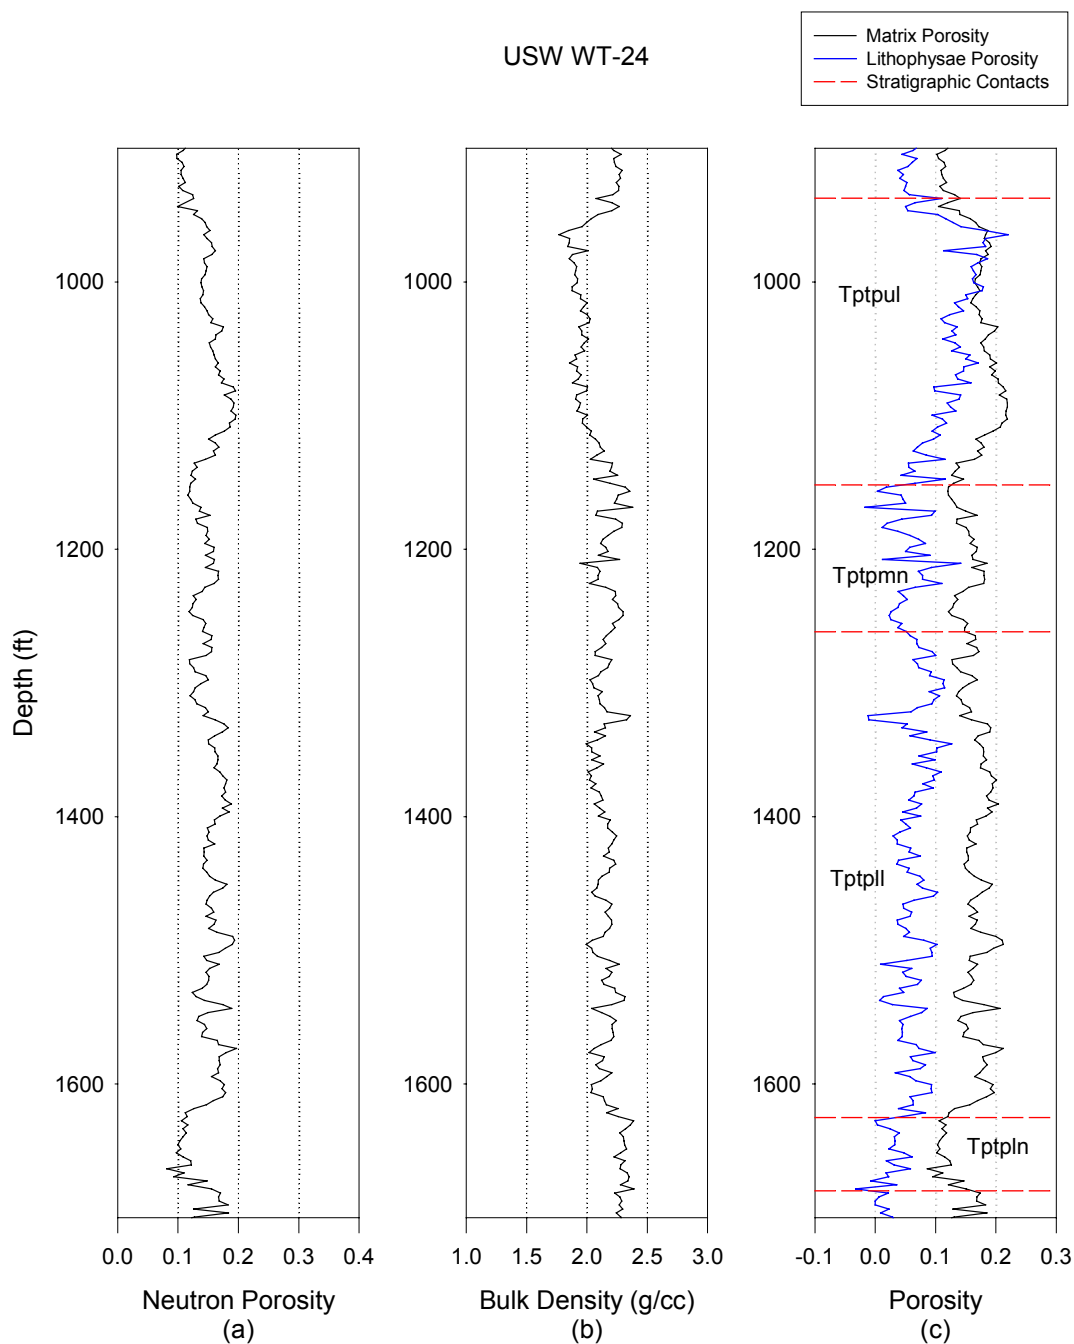 USW WT-24
Matrix Porosity
Lithophysae Porosity
Stratigraphic Contacts
Depth (ft)
1000
1200
1400
1600
0.0 0.1 0.2 0.3 0.4
Neutron Porosity
(a)
1000
1200
1400
1600
1.0 1.5 2.0 2.5 3.0
Bulk Density (g/cc)
(b)
1000
1200
1400
1600
Tptpul
Tptpmn
Tptpll
Tptpln
-0.1 0.0 0.1 0.2 0.3
Porosity
(c)